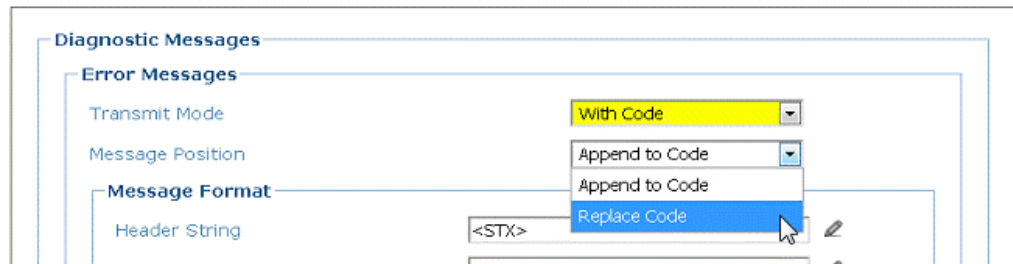 Diagnostic Messages
Error Messages
Transmit Mode With Code
Message Position Append to Code
Append to Code
Message Format
Replace Code
Header String <STX>